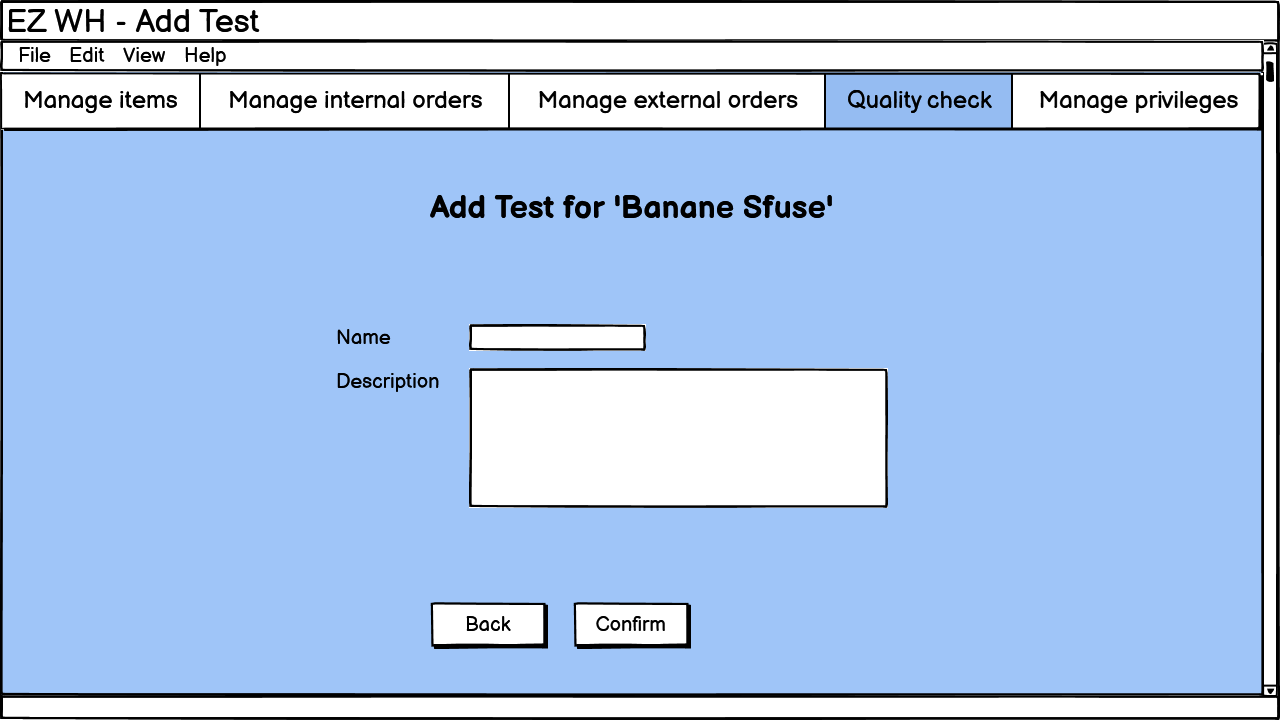 EZ WH - Add Test
File Edit View Help
Manage items Manage internal orders Manage external orders Quality check Manage privileges
Add Test for 'Banane Sfuse'
Name
Description
Back Confirm